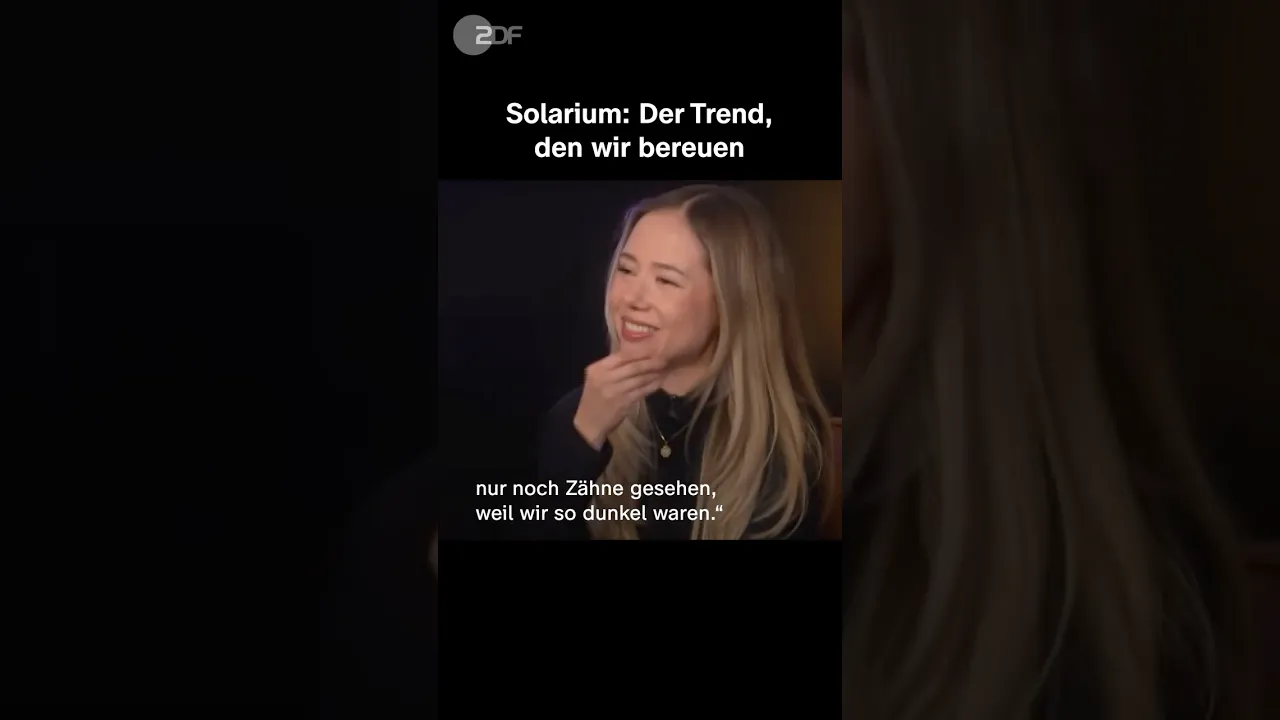 ZDF
Solarium: Der Trend,
den wir bereuen
nur noch Zähne gesehen,
weil wir so dunkel waren.“